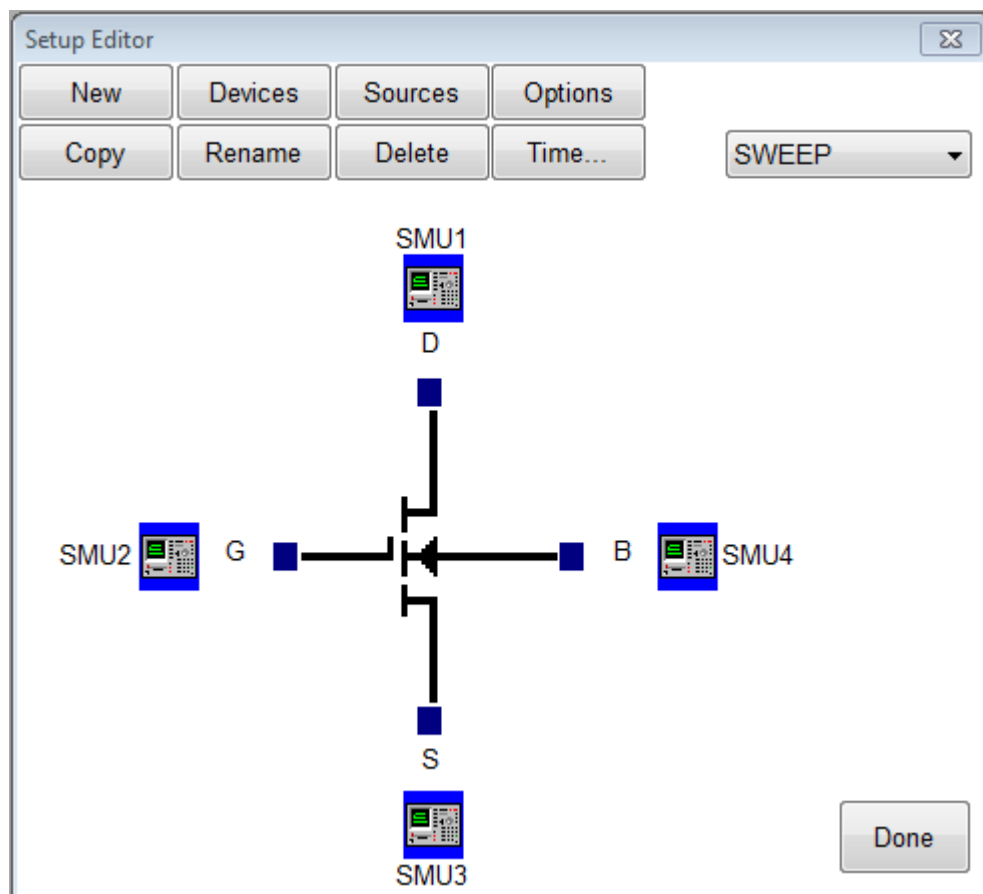 Setup Editor
New Devices Sources Options
Copy Rename Delete Time... SWEEP
SMU1
D
SMU2 G B SMU4
S
Done
SMU3